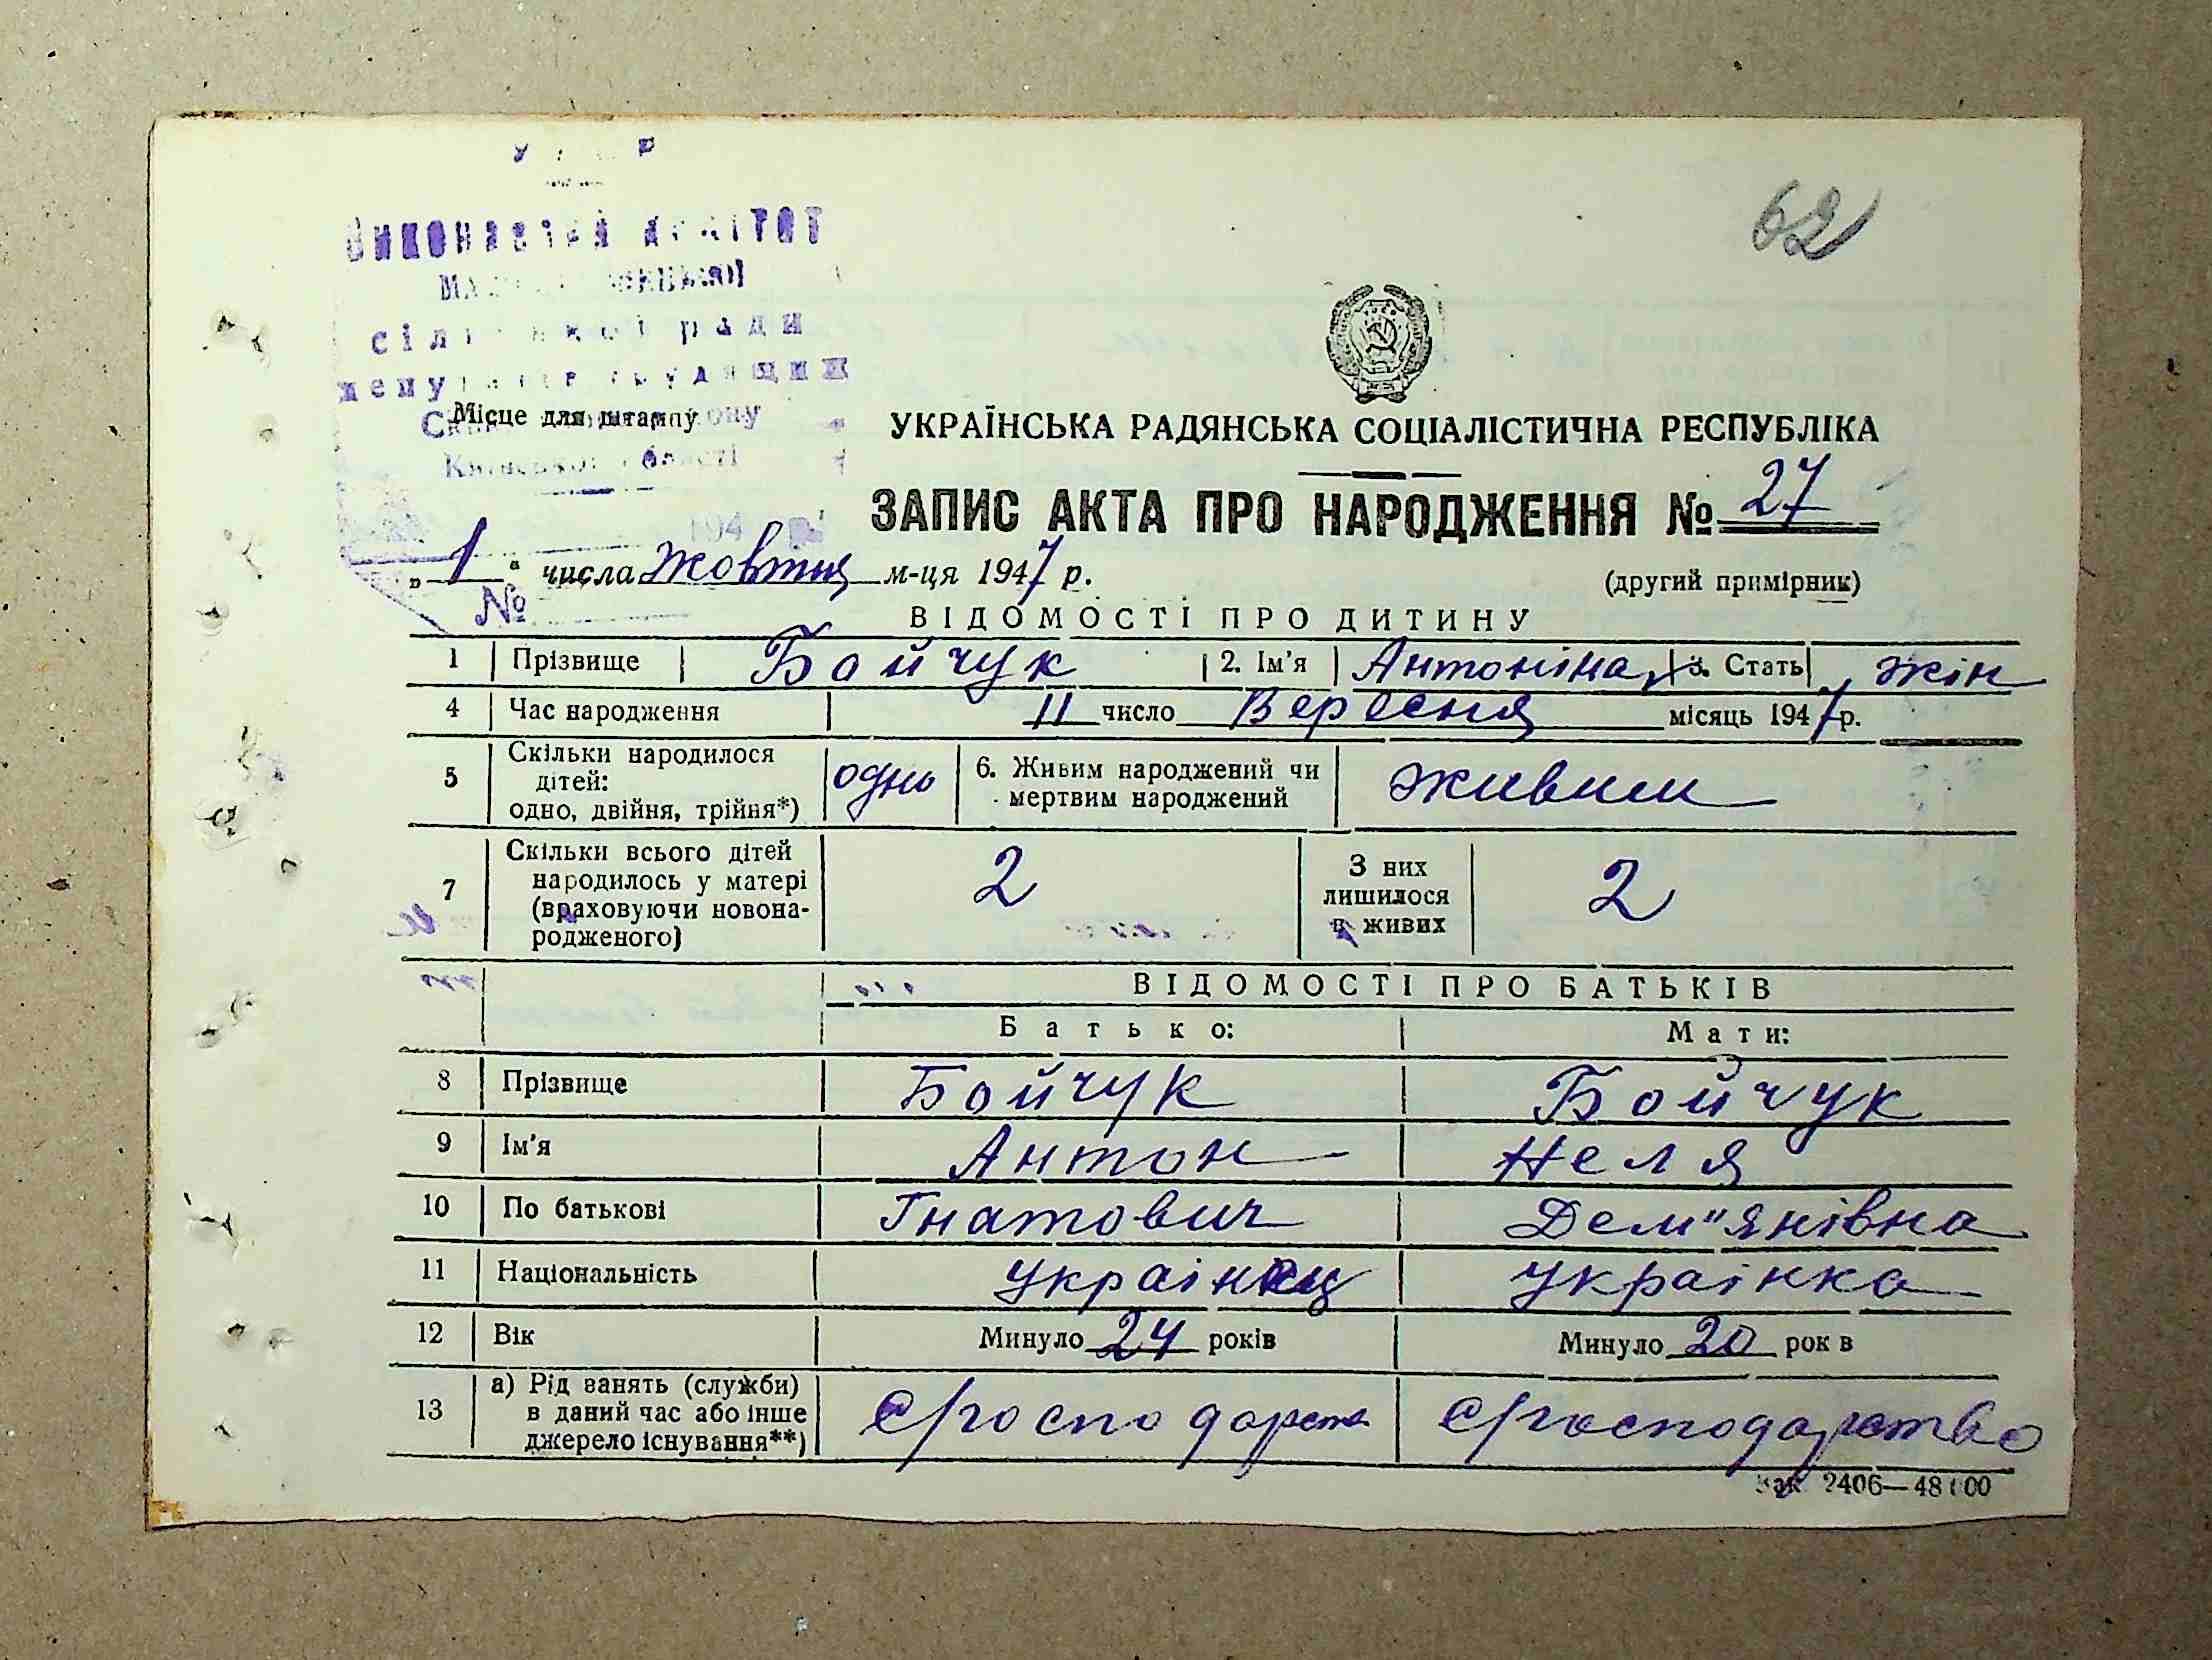 62
Виконавчий комітет
сільської ради
Місце для штампу
Київської області
УКРАЇНСЬКА РАДЯНСЬКА СОЦІАЛІСТИЧНА РЕСПУБЛІКА
ЗАПИС АКТА ПРО НАРОДЖЕННЯ № 27
„ 1 “ числа жовтня м-ця 1947 р.
(другий примірник)
№
ВІДОМОСТІ ПРО ДИТИНУ
1 Прізвище Бойчук 2. Ім'я Антоніна 3. Стать жін
4 Час народження 11 число Вересня місяць 1947 р.
5 Скільки народилося дітей: одно, двійня, трійня*) одно 6. Живим народжений чи мертвим народжений живим
7 Скільки всього дітей народилось у матері (враховуючи новонародженого) 2 З них лишилося в живих 2
ВІДОМОСТІ ПРО БАТЬКІВ
Батько: Мати:
8 Прізвище Бойчук Бойчук
9 Ім'я Антон Неля
10 По батькові Гнатович Дем"янівна
11 Національність українец українка
12 Вік Минуло 24 років Минуло 20 рок в
13 а) Рід занять (служби) в даний час або інше джерело існування**)
2406—48100